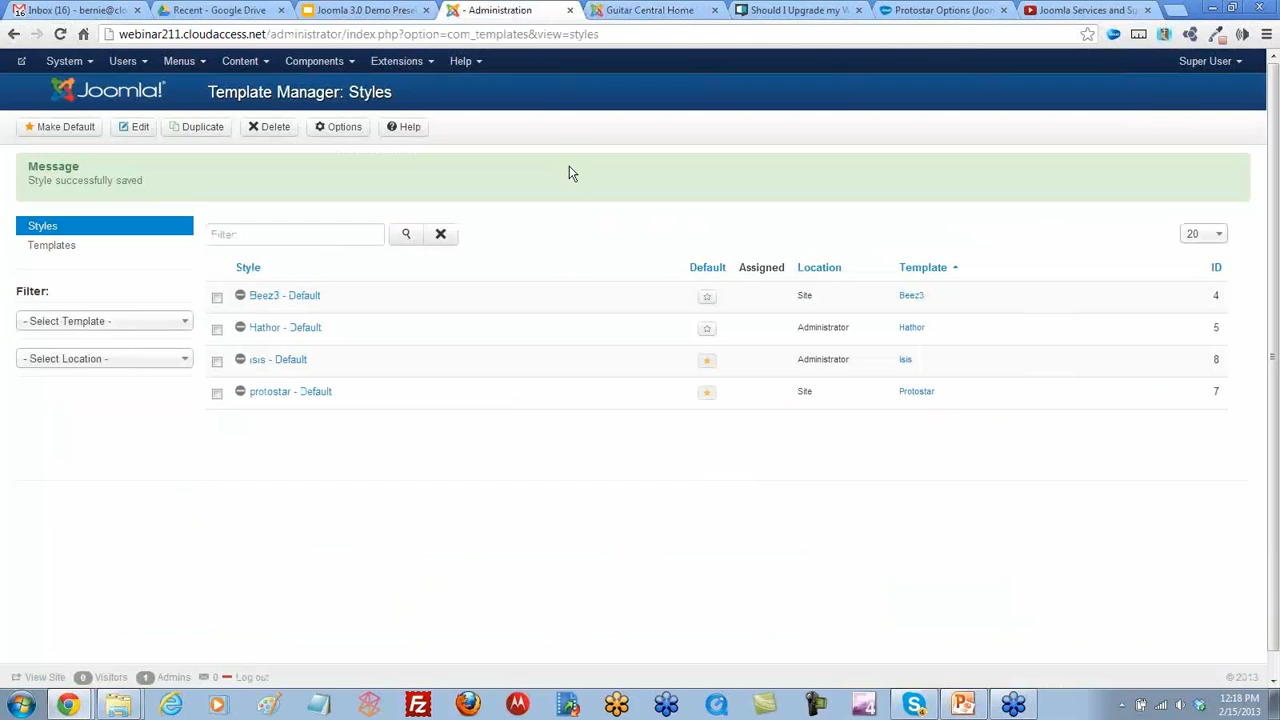 Inbox (16) - bernie@clo
Recent - Google Drive
Joomla 3.0 Demo Prese
- Administration
Guitar Central Home
Should I Upgrade my W
Protostar Options (Joon
Joomla Services and Su
webinar211.cloudaccess.net/administrator/index.php?option=com_templates&view=styles
System Users Menus Content Components Extensions Help Super User
Joomla! Template Manager: Styles
Make Default Edit Duplicate Delete Options Help
Message
Style successfully saved
Styles
Templates
Filter:
- Select Template -
- Select Location -
Filter: 20
Style Default Assigned Location Template ID
Beez3 - Default Site Beez3 4
Hathor - Default Administrator Hathor 5
isis - Default Administrator Isis 8
protostar - Default Site Protostar 7
View Site 0 Visitors 1 Admins 0 Log out © 2013
12:18 PM
2/15/2013